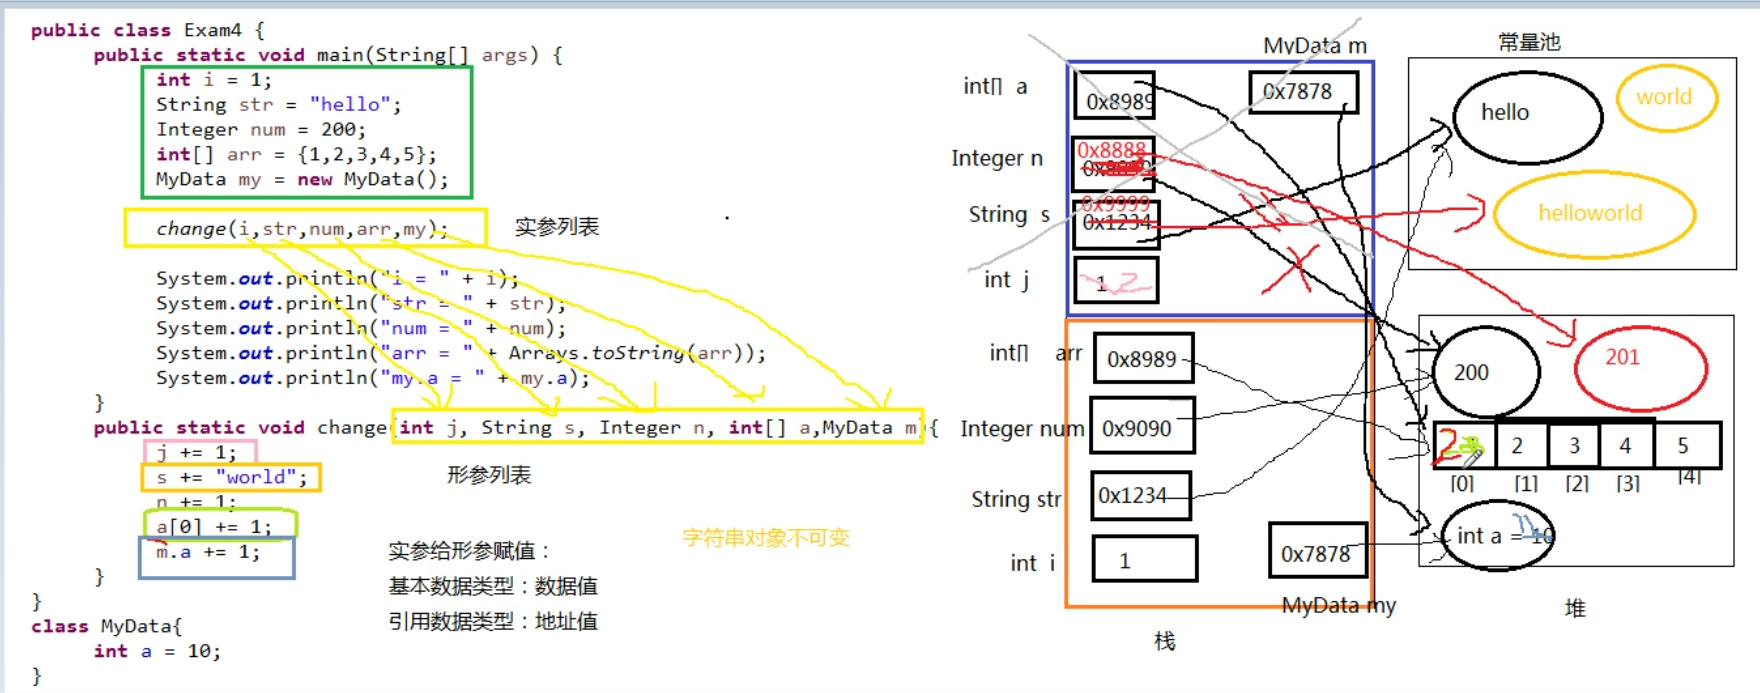 public class Exam4 {
public static void main(String[] args) {
int i = 1;
String str = "hello";
Integer num = 200;
int[] arr = {1,2,3,4,5};
MyData my = new MyData();
change(i,str,num,arr,my);
实参列表
System.out.println("i = " + i);
System.out.println("str = " + str);
System.out.println("num = " + num);
System.out.println("arr = " + Arrays.toString(arr));
System.out.println("my.a = " + my.a);
}
public static void change(int j, String s, Integer n, int[] a,MyData m){
j += 1;
s += "world";
n += 1;
a[0] += 1;
m.a += 1;
}
}
class MyData{
int a = 10;
}
形参列表
字符串对象不可变
实参给形参赋值：
基本数据类型：数据值
引用数据类型：地址值
MyData m
int[] a
0x8989
0x7878
Integer n
0x8888
String s
0x9999
0x1234
int j
1 2
int[] arr
0x8989
Integer num
0x9090
String str
0x1234
int i
1
0x7878
MyData my
栈
常量池
hello
world
helloworld
200
201
2 2 3 4 5
[0] [1] [2] [3] [4]
int a = 10
堆